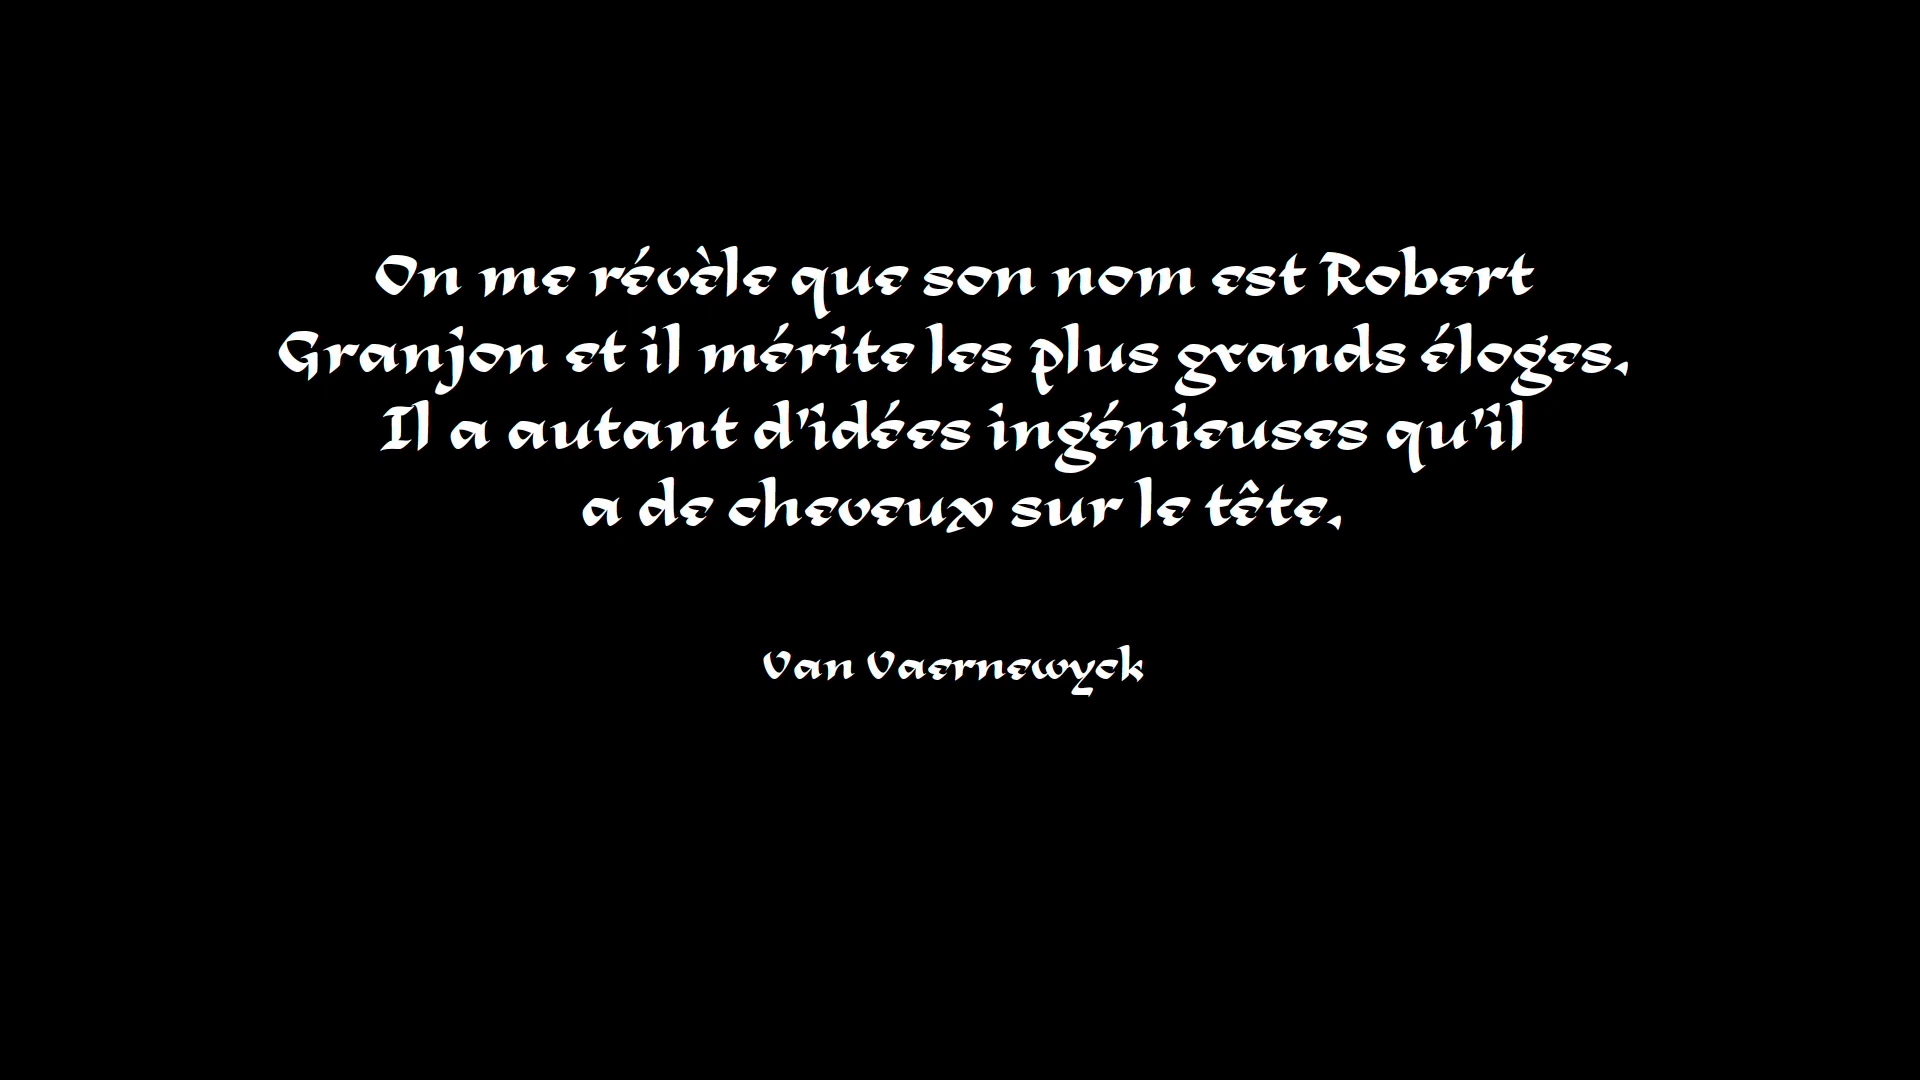 On me révèle que son nom est Robert
Granjon et il mérite les plus grands éloges.
Il a autant d'idées ingénieuses qu'il
a de cheveux sur le tête.
Van Vaernewyck